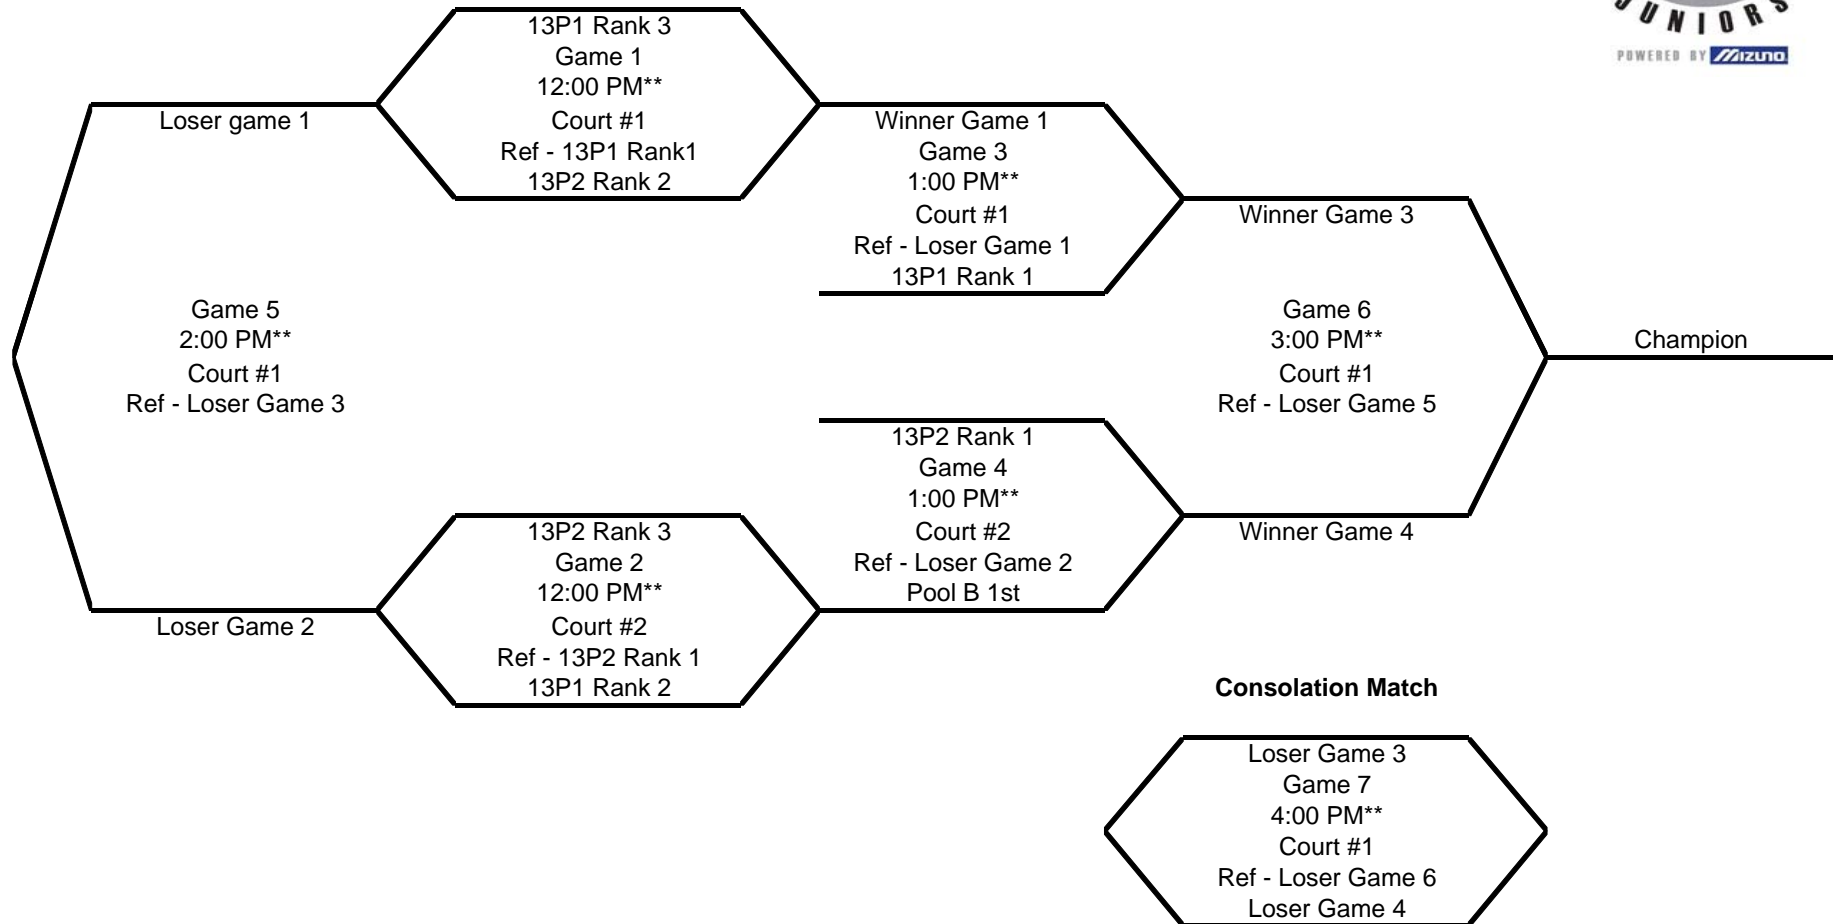 JUNIORS
POWERED BY Mizuno
13P1 Rank 3
Game 1
12:00 PM**
Court #1
Ref - 13P1 Rank1
13P2 Rank 2
Loser game 1
Winner Game 1
Game 3
1:00 PM**
Court #1
Ref - Loser Game 1
13P1 Rank 1
Winner Game 3
Game 5
2:00 PM**
Court #1
Ref - Loser Game 3
Game 6
3:00 PM**
Court #1
Ref - Loser Game 5
Champion
13P2 Rank 1
Game 4
1:00 PM**
Court #2
Ref - Loser Game 2
Pool B 1st
Winner Game 4
13P2 Rank 3
Game 2
12:00 PM**
Court #2
Ref - 13P2 Rank 1
13P1 Rank 2
Loser Game 2
Consolation Match
Loser Game 3
Game 7
4:00 PM**
Court #1
Ref - Loser Game 6
Loser Game 4